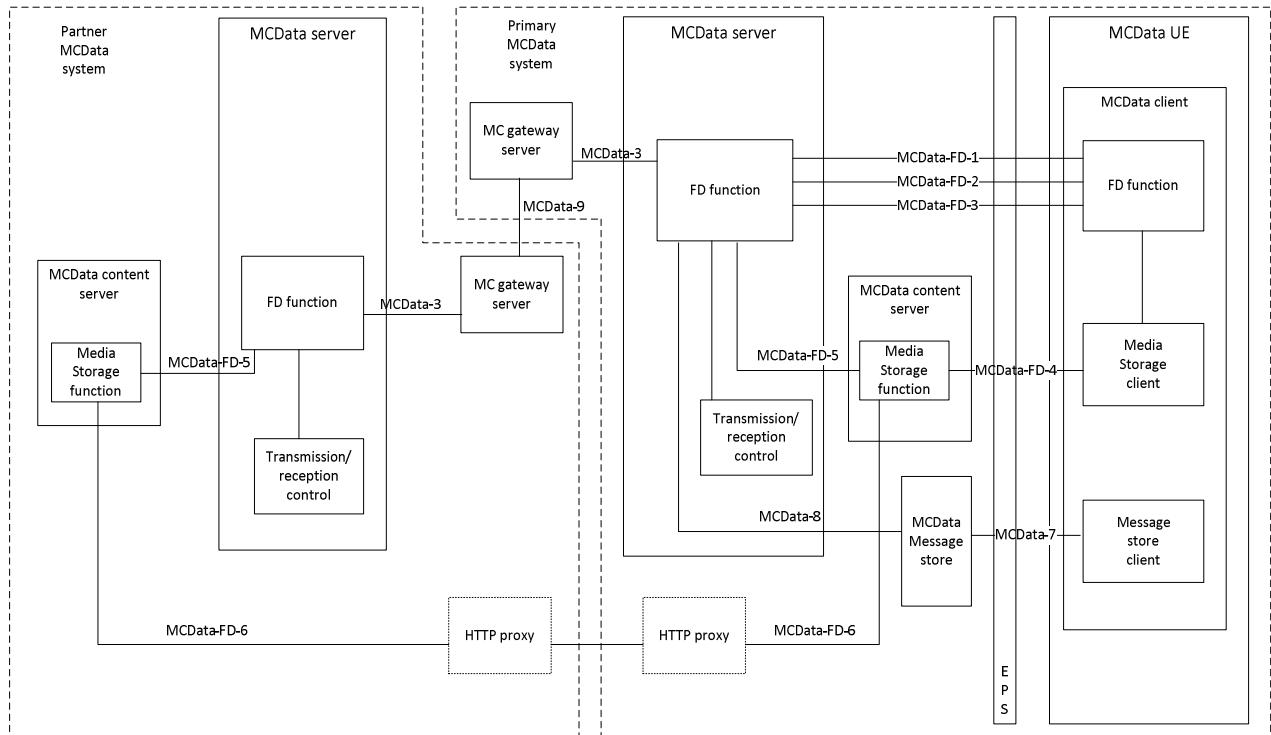 Partner
MCData
system
MCData server
Primary
MCData
system
MCData server
MCData UE
MCData client
MC gateway
server
MCData-3
FD function
MCData-FD-1
MCData-FD-2
MCData-FD-3
FD function
MCData-9
MCData content
server
FD function
MCData-3
MC gateway
server
MCData content
server
Media
Storage
function
MCData-FD-5
MCData-FD-5
Media
Storage
function
MCData-FD-4
Media
Storage
client
Transmission/
reception
control
Transmission/
reception
control
MCData-8
MCData
Message
store
MCData-7
Message
store
client
MCData-FD-6
HTTP proxy
HTTP proxy
MCData-FD-6
E
P
S